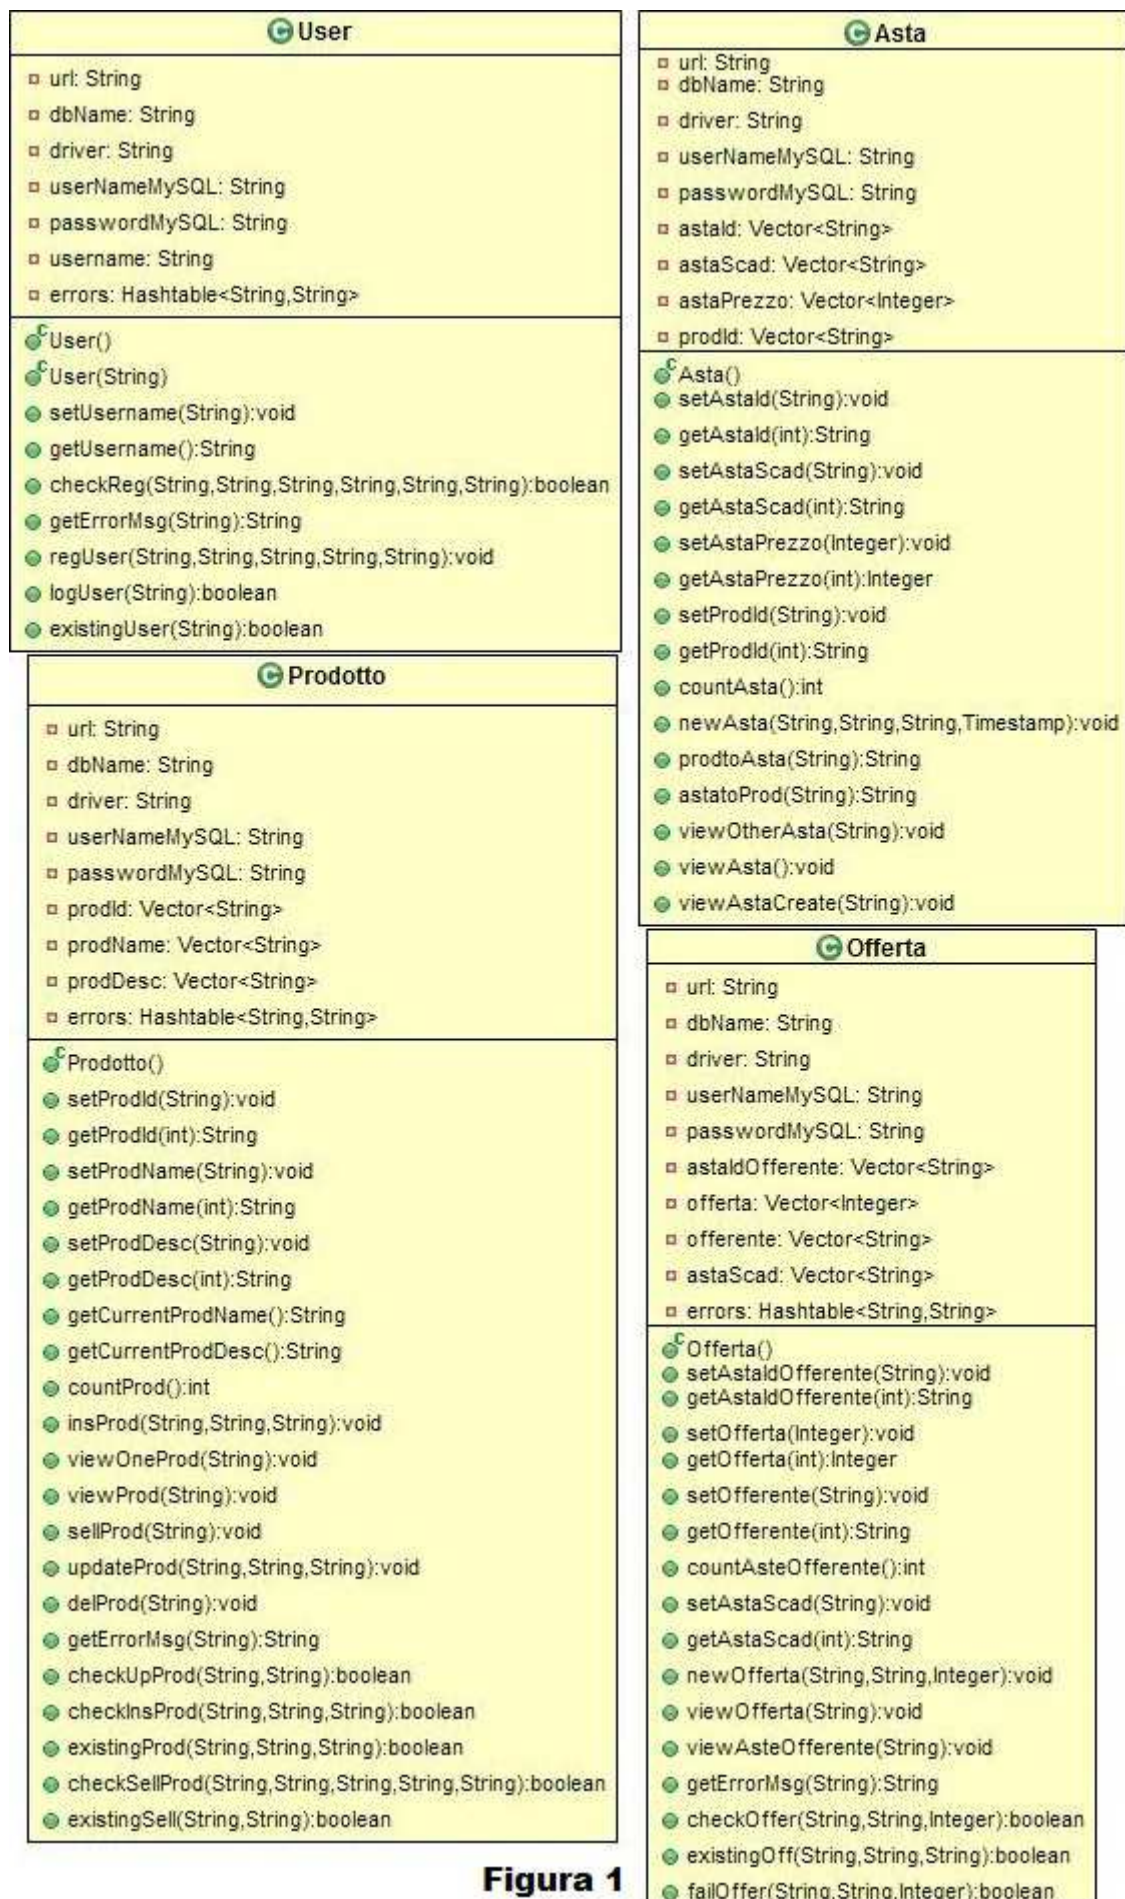 User
url: String
dbName: String
driver: String
userNameMySQL: String
passwordMySQL: String
username: String
errors: Hashtable<String,String>
User()
User(String)
setUsername(String):void
getUsername():String
checkReg(String,String,String,String,String,String):boolean
getErrorMsg(String):String
regUser(String,String,String,String,String):void
logUser(String):boolean
existingUser(String):boolean
Prodotto
url: String
dbName: String
driver: String
userNameMySQL: String
passwordMySQL: String
prodId: Vector<String>
prodName: Vector<String>
prodDesc: Vector<String>
errors: Hashtable<String,String>
Prodotto()
setProdId(String):void
getProdId(int):String
setProdName(String):void
getProdName(int):String
setProdDesc(String):void
getProdDesc(int):String
getCurrentProdName():String
getCurrentProdDesc():String
countProd():int
insProd(String,String,String):void
viewOneProd(String):void
viewProd(String):void
sellProd(String):void
updateProd(String,String,String):void
delProd(String):void
getErrorMsg(String):String
checkUpProd(String,String):boolean
checkInsProd(String,String,String):boolean
existingProd(String,String,String):boolean
checkSellProd(String,String,String,String,String):boolean
existingSell(String,String):boolean
Asta
url: String
dbName: String
driver: String
userNameMySQL: String
passwordMySQL: String
astaId: Vector<String>
astaScad: Vector<String>
astaPrezzo: Vector<Integer>
prodId: Vector<String>
Asta()
setAstaId(String):void
getAstaId(int):String
setAstaScad(String):void
getAstaScad(int):String
setAstaPrezzo(Integer):void
getAstaPrezzo(int):Integer
setProdId(String):void
getProdId(int):String
countAsta():int
newAsta(String,String,String,Timestamp):void
prodtoAsta(String):String
astatoProd(String):String
viewOtherAsta(String):void
viewAsta():void
viewAstaCreate(String):void
Offerta
url: String
dbName: String
driver: String
userNameMySQL: String
passwordMySQL: String
astaIdOfferente: Vector<String>
offerta: Vector<Integer>
offerente: Vector<String>
astaScad: Vector<String>
errors: Hashtable<String,String>
Offerta()
setAstaIdOfferente(String):void
getAstaIdOfferente(int):String
setOfferta(Integer):void
getOfferta(int):Integer
setOfferente(String):void
getOfferente(int):String
countAsteOfferente():int
setAstaScad(String):void
getAstaScad(int):String
newOfferta(String,String,Integer):void
viewOfferta(String):void
viewAsteOfferente(String):void
getErrorMsg(String):String
checkOffer(String,String,Integer):boolean
existingOff(String,String,String):boolean
failOffer(String,String,Integer):boolean
Figura 1